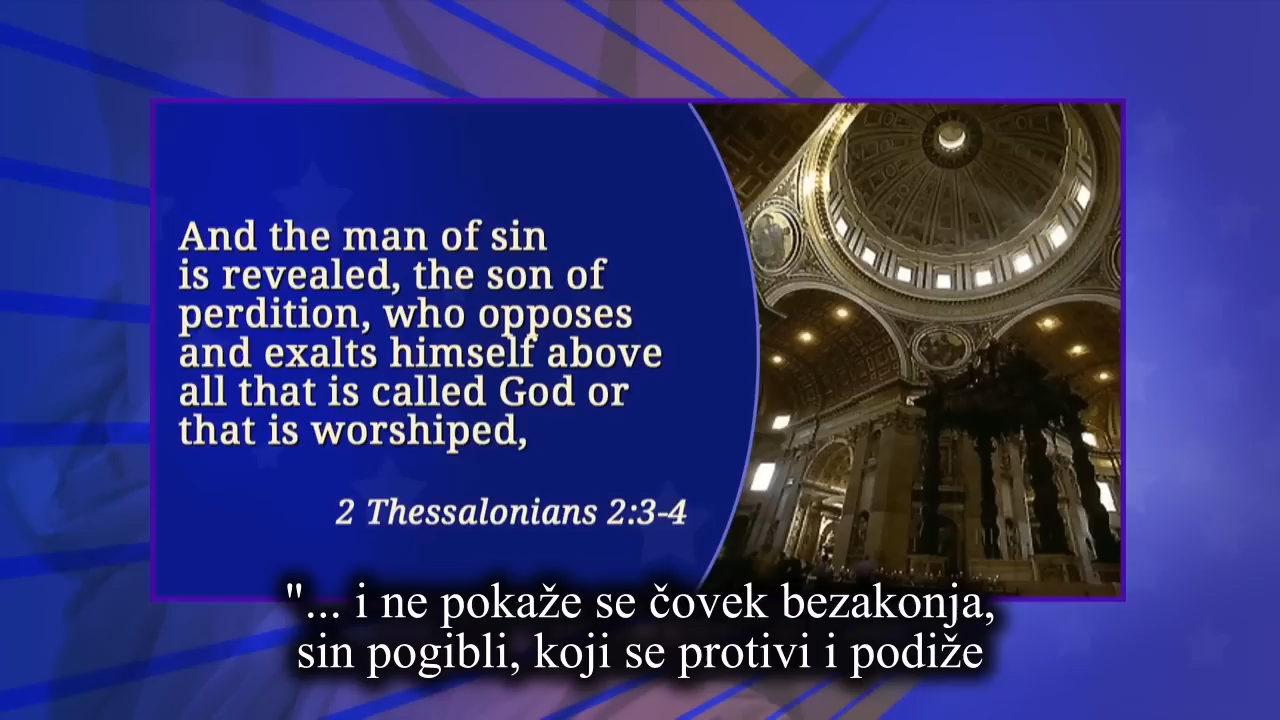 And the man of sin
is revealed, the son of
perdition, who opposes
and exalts himself above
all that is called God or
that is worshiped,
2 Thessalonians 2:3-4
"... i ne pokaže se čovek bezakonja,
sin pogibli, koji se protivi i podiže